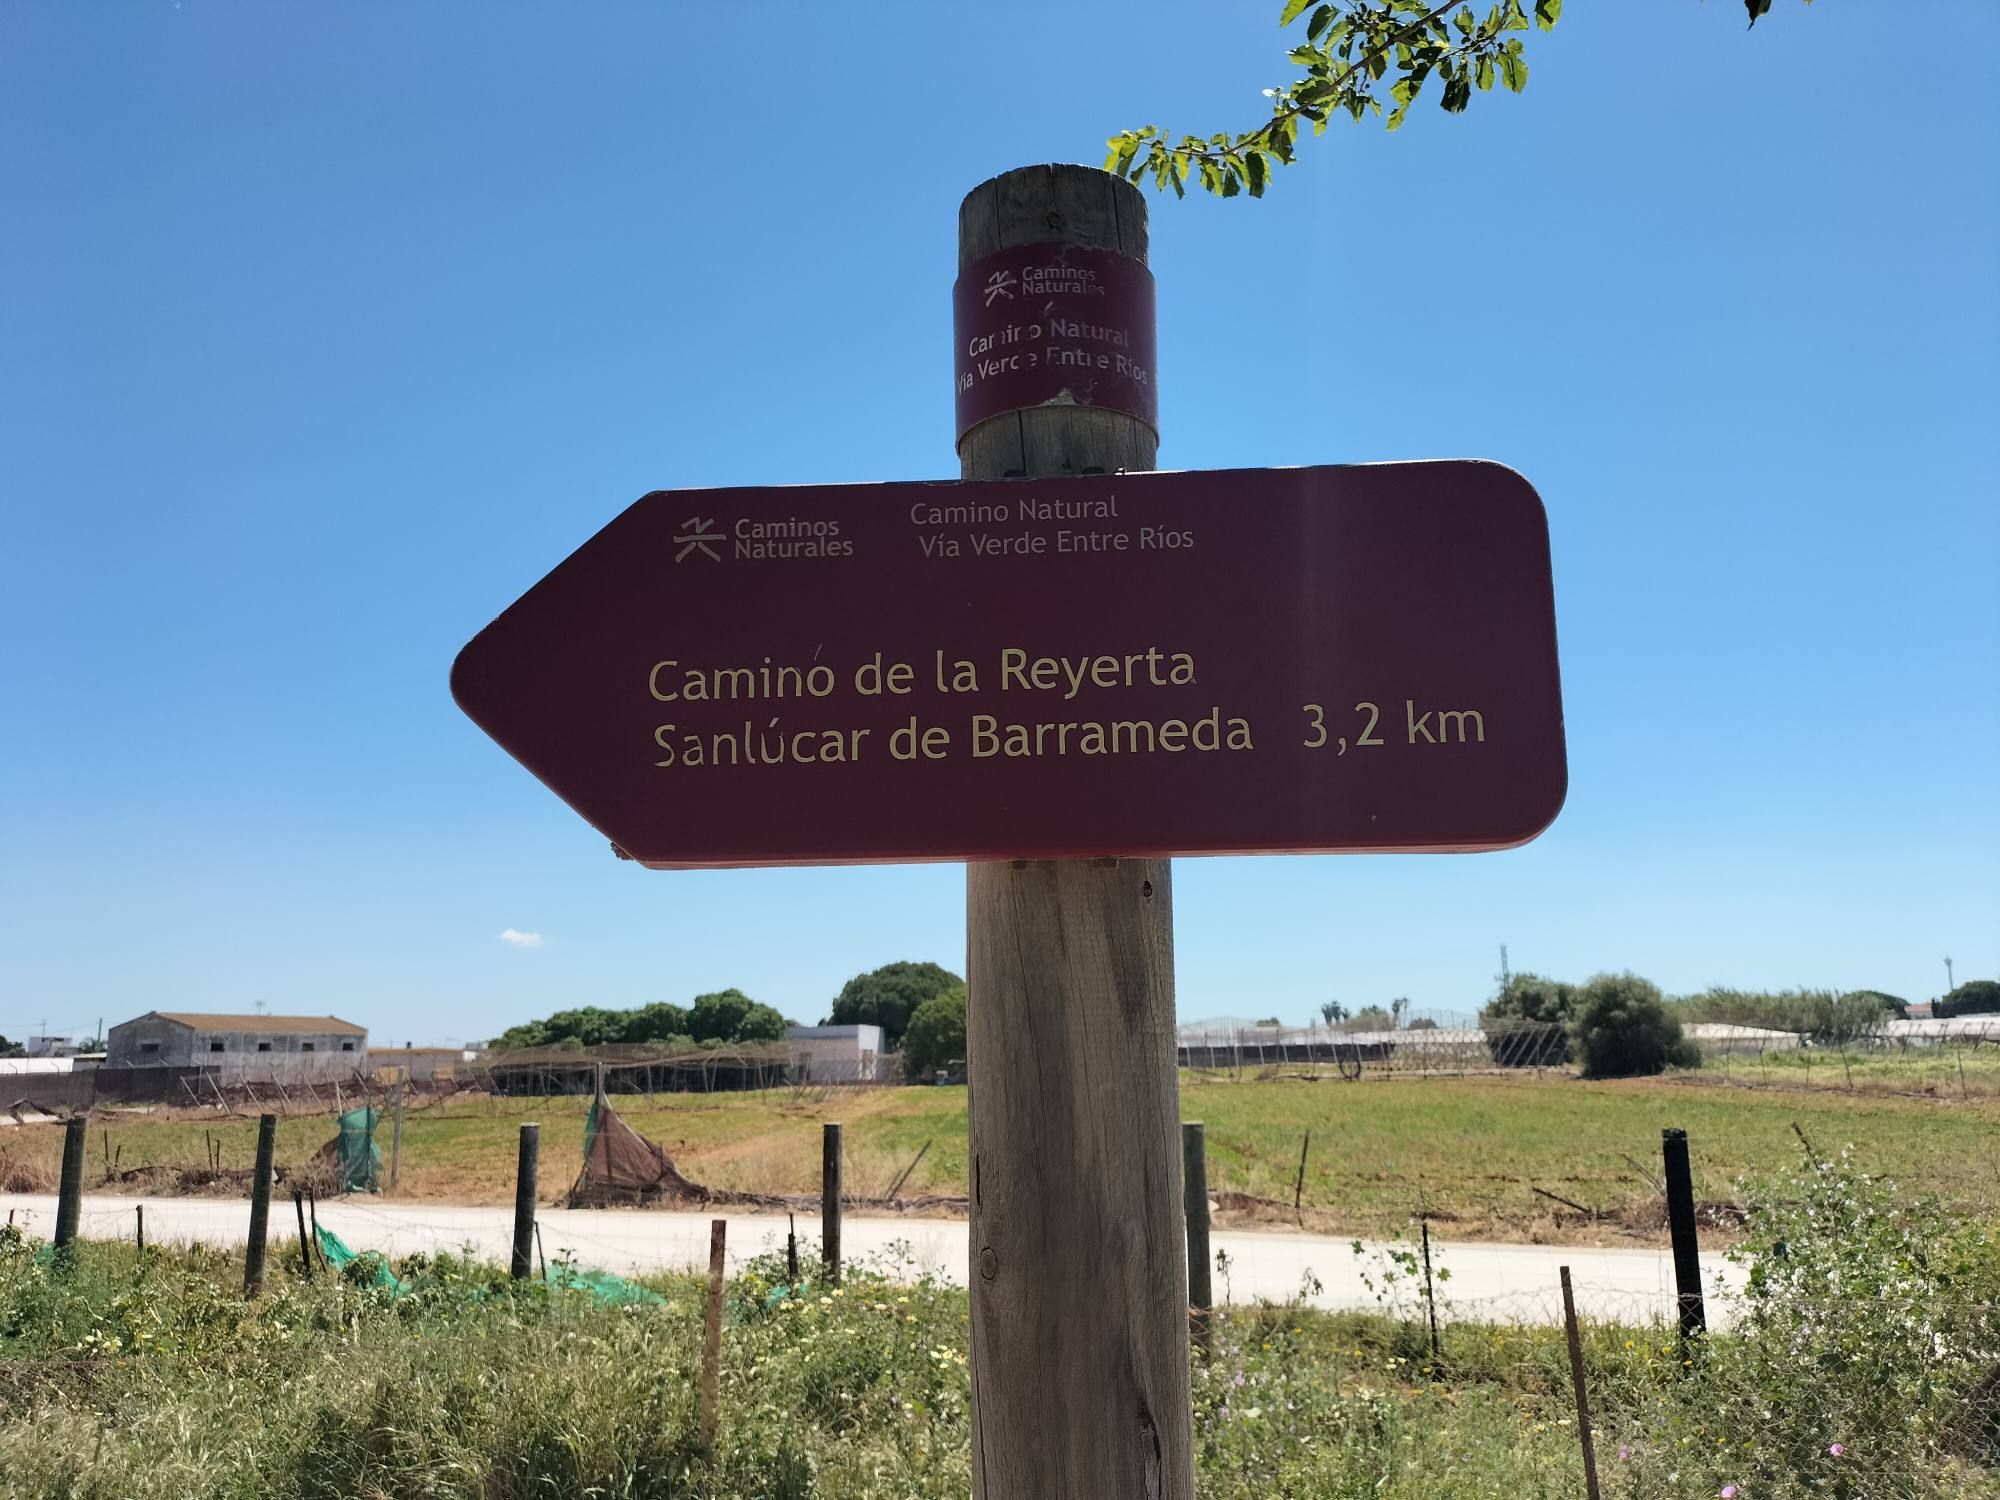 Caminos
Naturales
Camino Natural
Vía Verde Entre Ríos
Caminos
Naturales
Camino Natural
Vía Verde Entre Ríos
Camino de la Reyerta
Sanlúcar de Barrameda 3,2 km